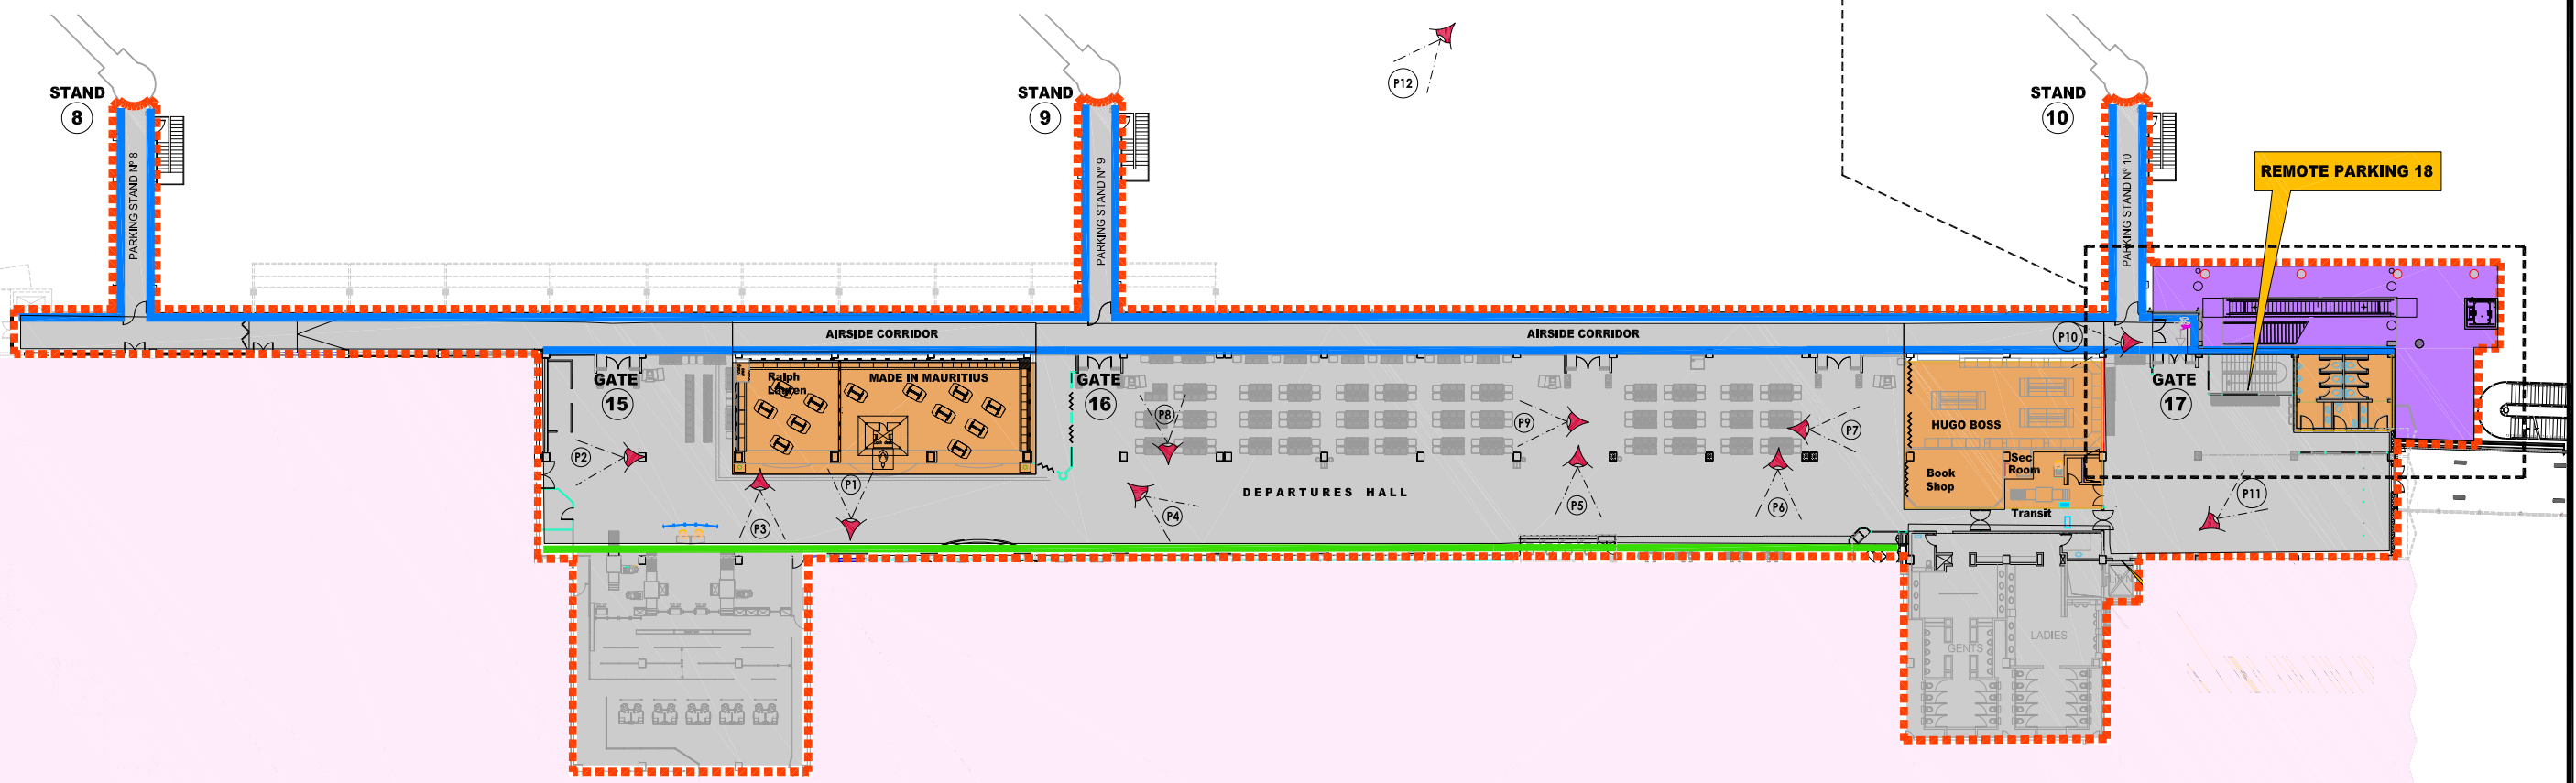 P12
STAND
8
STAND
9
STAND
10
REMOTE PARKING 18
PARKING STAND Nº 8
PARKING STAND Nº 9
PARKING STAND Nº 10
AIRSIDE CORRIDOR
AIRSIDE CORRIDOR
P10
GATE
15
Ralph
Lauren
MADE IN MAURITIUS
GATE
16
GATE
17
P8
P9
P7
HUGO BOSS
P2
P1
Book
Shop
Sec
Room
DEPARTURES HALL
P3
P4
P5
P6
Transit
P11
GENTS
LADIES